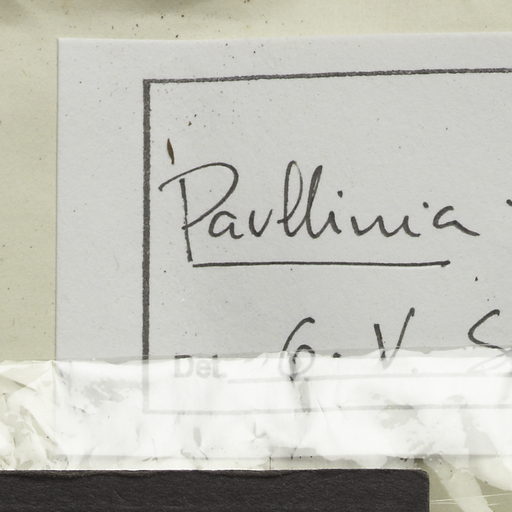 Paullinia
Det. G. V. S